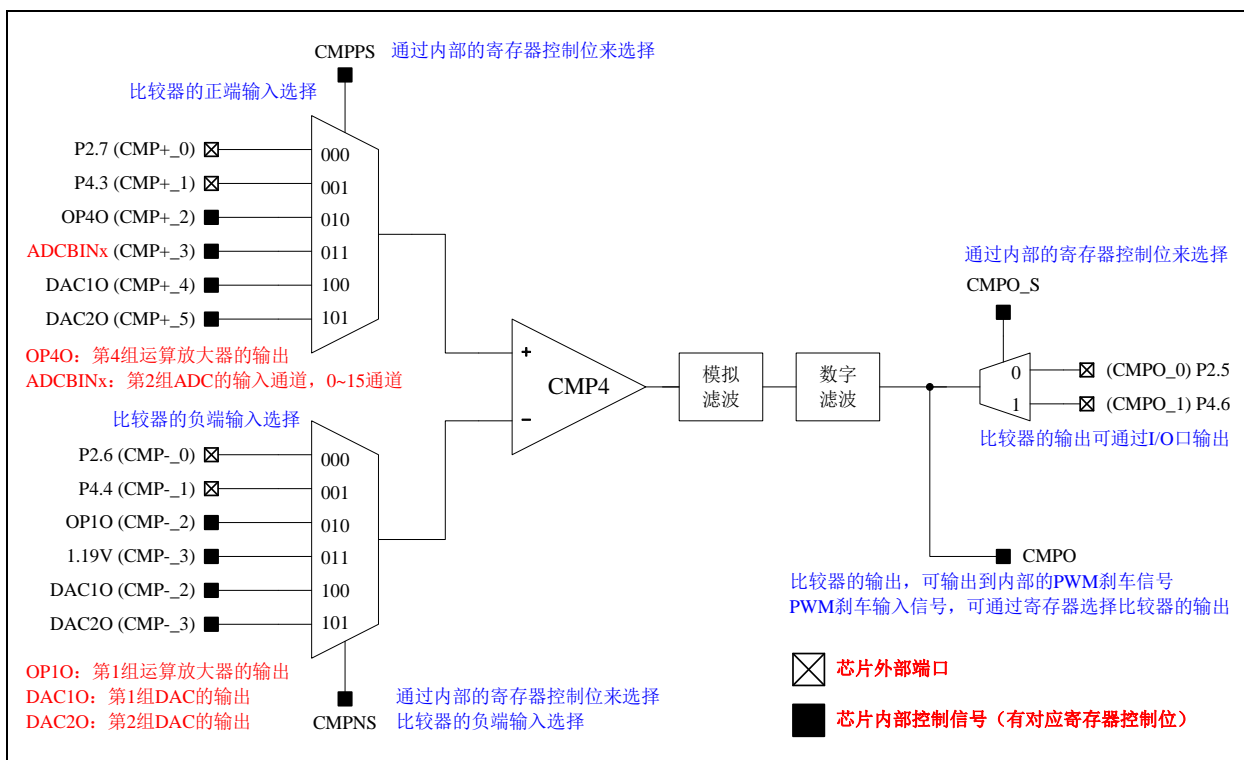 CMPPS 通过内部的寄存器控制位来选择
比较器的正端输入选择
P2.7 (CMP+_0) 000
P4.3 (CMP+_1) 001
OP4O (CMP+_2) 010
ADCBINx (CMP+_3) 011
DAC1O (CMP+_4) 100
DAC2O (CMP+_5) 101
OP4O：第4组运算放大器的输出
ADCBINx：第2组ADC的输入通道，0~15通道
比较器的负端输入选择
P2.6 (CMP-_0) 000
P4.4 (CMP-_1) 001
OP1O (CMP-_2) 010
1.19V (CMP-_3) 011
DAC1O (CMP-_2) 100
DAC2O (CMP-_3) 101
OP1O：第1组运算放大器的输出
DAC1O：第1组DAC的输出
DAC2O：第2组DAC的输出
CMPNS
通过内部的寄存器控制位来选择
比较器的负端输入选择
+
CMP4
−
模拟
滤波
数字
滤波
通过内部的寄存器控制位来选择
CMPO_S
0 (CMPO_0) P2.5
1 (CMPO_1) P4.6
比较器的输出可通过I/O口输出
CMPO
比较器的输出，可输出到内部的PWM刹车信号
PWM刹车输入信号，可通过寄存器选择比较器的输出
芯片外部端口
芯片内部控制信号（有对应寄存器控制位）